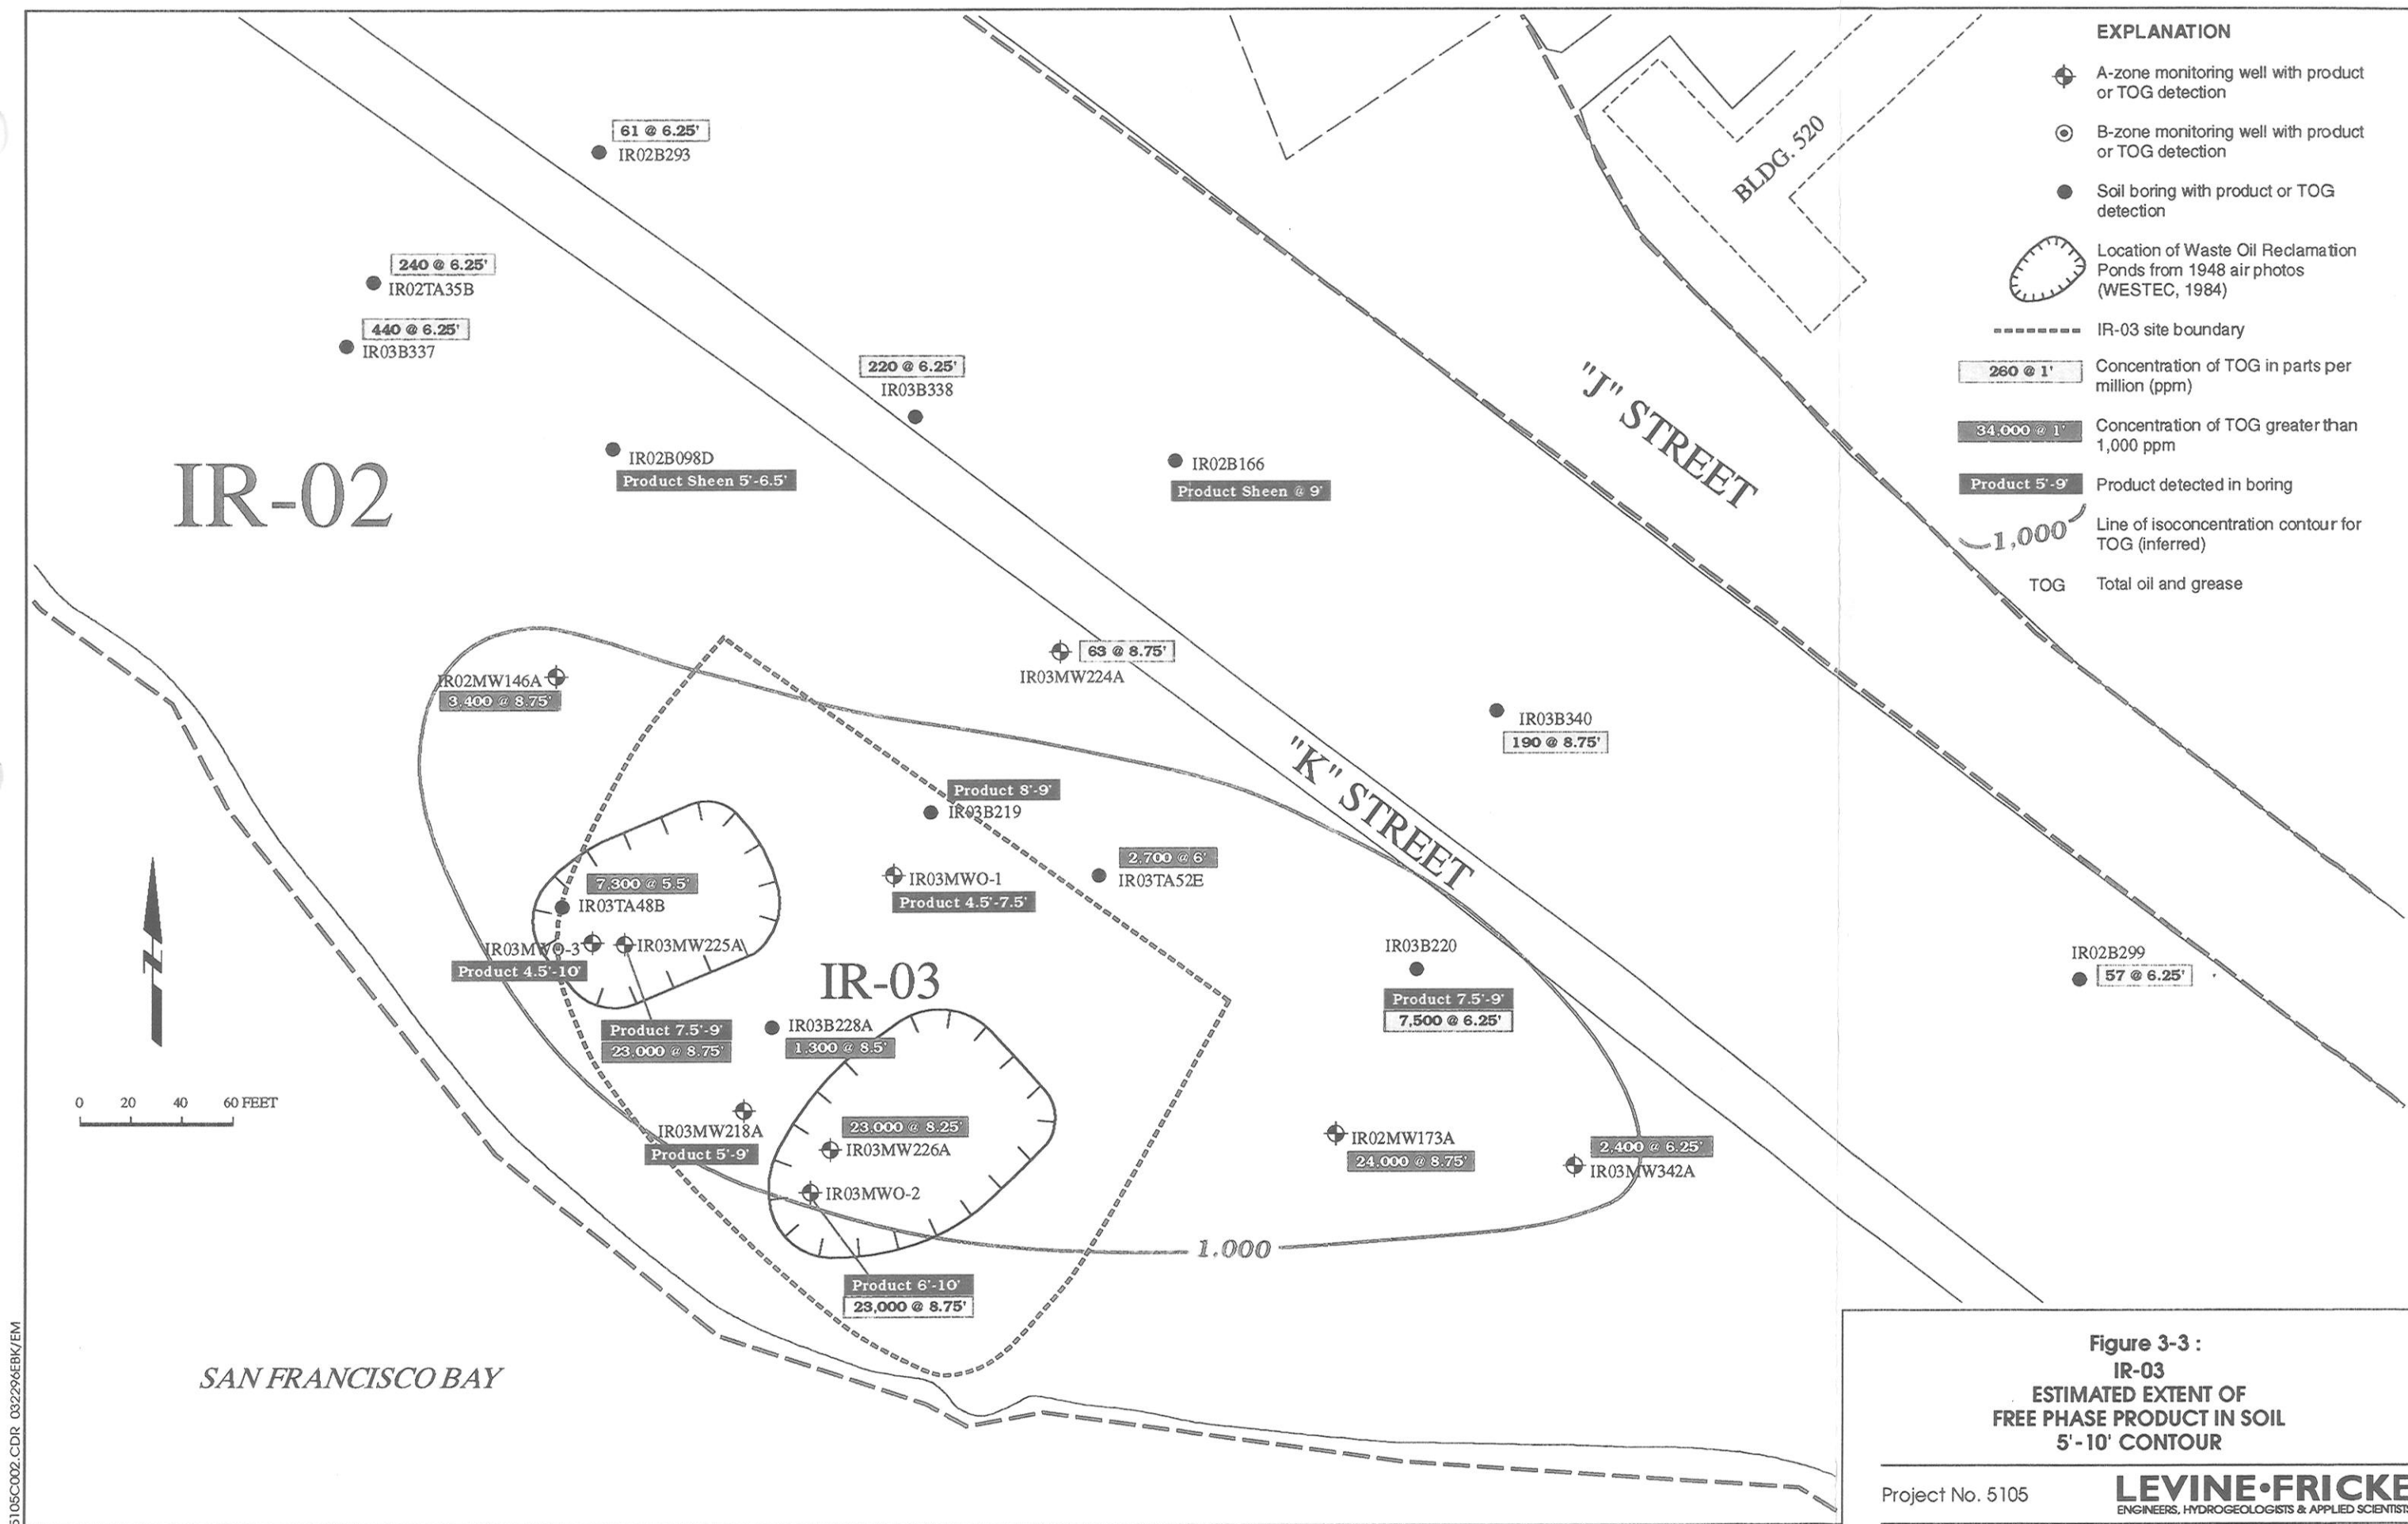 EXPLANATION
A-zone monitoring well with product
or TOG detection
B-zone monitoring well with product
or TOG detection
Soil boring with product or TOG
detection
Location of Waste Oil Reclamation
Ponds from 1948 air photos
(WESTEC, 1984)
IR-03 site boundary
260 @ 1'
Concentration of TOG in parts per
million (ppm)
34,000 @ 1'
Concentration of TOG greater than
1,000 ppm
Product 5'-9'
Product detected in boring
1,000
Line of isoconcentration contour for
TOG (inferred)
TOG
Total oil and grease
BLDG. 520
61 @ 6.25'
IR02B293
240 @ 6.25'
IR02TA35B
440 @ 6.25'
IR03B337
220 @ 6.25'
IR03B338
IR02B098D
Product Sheen 5'-6.5'
IR02B166
Product Sheen @ 9'
"J" STREET
IR-02
63 @ 8.75'
IR03MW224A
IR02MW146A
3,400 @ 8.75'
IR03B340
190 @ 8.75'
"K" STREET
Product 8'-9'
IR03B219
2,700 @ 6'
IR03TA52E
IR03MWO-1
Product 4.5'-7.5'
7,300 @ 5.5'
IR03TA48B
IR03MWO-3
IR03MW225A
Product 4.5'-10'
IR-03
IR03B220
Product 7.5'-9'
7,500 @ 6.25'
IR02B299
57 @ 6.25'
Product 7.5'-9'
23,000 @ 8.75'
IR03B228A
1,300 @ 8.5'
N
0 20 40 60 FEET
IR03MW218A
Product 5'-9'
23,000 @ 8.25'
IR03MW226A
IR03MWO-2
IR02MW173A
24,000 @ 8.75'
2,400 @ 6.25'
IR03MW342A
1.000
Product 6'-10'
23,000 @ 8.75'
SAN FRANCISCO BAY
5105C002.CDR 032296EBK/EM
Figure 3-3 :
IR-03
ESTIMATED EXTENT OF
FREE PHASE PRODUCT IN SOIL
5'-10' CONTOUR
Project No. 5105
LEVINE•FRICKE
ENGINEERS, HYDROGEOLOGISTS & APPLIED SCIENTISTS